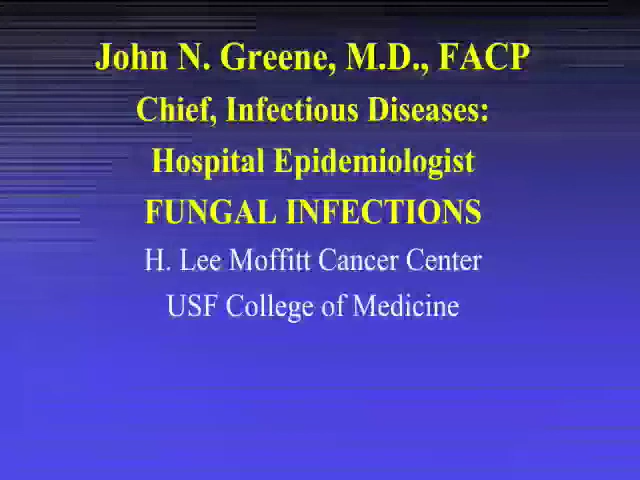 John N. Greene, M.D., FACP
Chief, Infectious Diseases:
Hospital Epidemiologist
FUNGAL INFECTIONS
H. Lee Moffitt Cancer Center
USF College of Medicine